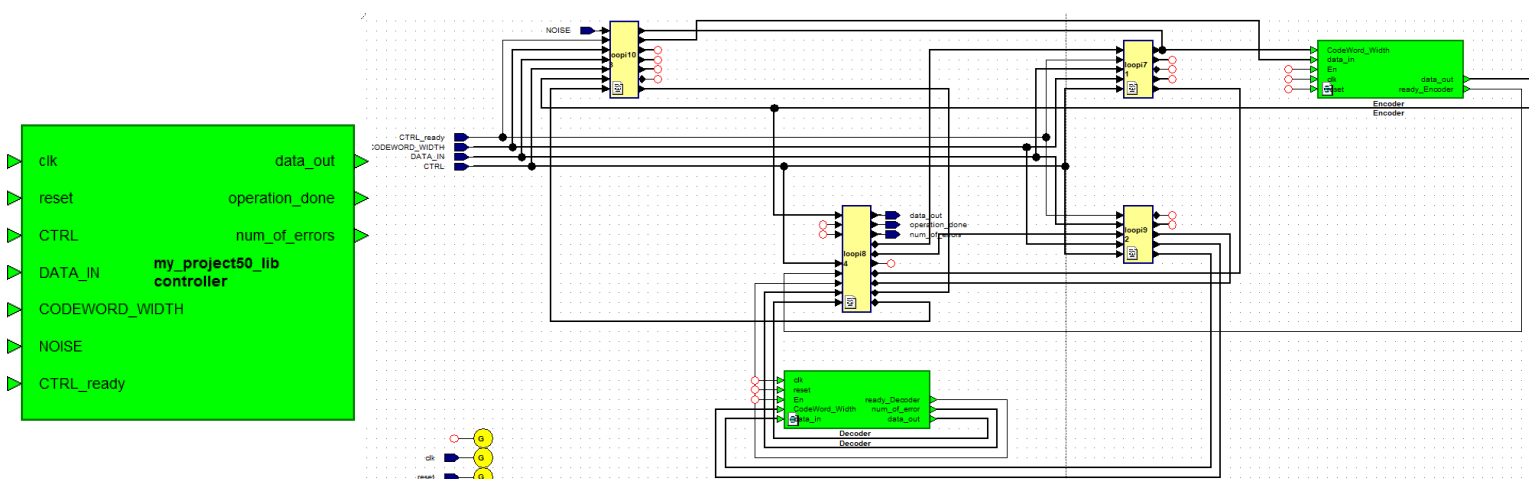 clk
data_out
reset
operation_done
CTRL
num_of_errors
DATA_IN
my_project50_lib
controller
CODEWORD_WIDTH
NOISE
CTRL_ready
NOISE
loopi10
3
CTRL_ready
CODEWORD_WIDTH
DATA_IN
CTRL
loopi7
1
CodeWord_Width
data_in
En
clk
data_out
ready_Encoder
Encoder
Encoder
data_out
operation_done
num_of_errors
loopi8
4
loopi9
2
clk
reset
En
ready_Decoder
CodeWord_Width
num_of_error
data_in
data_out
Decoder
Decoder
G
clk
G
reset
G